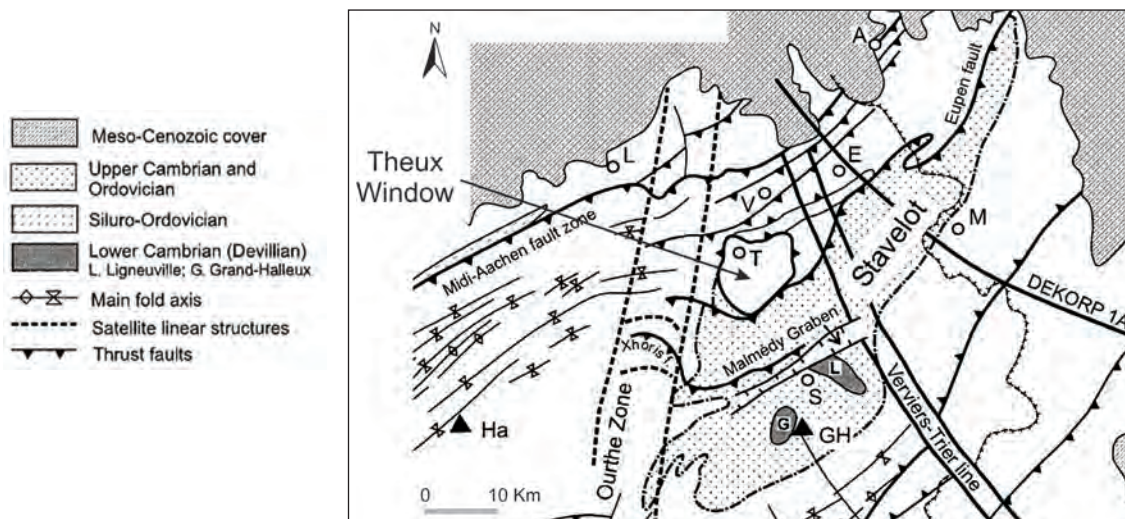 Meso-Cenozoic cover
Upper Cambrian and
Ordovician
Siluro-Ordovician
Lower Cambrian (Devillian)
L. Ligneuville; G. Grand-Halleux
Main fold axis
Satellite linear structures
Thrust faults
N
A
Eupen fault
L
E
Theux
Window
V
Stavelot
M
T
Midi-Aachen fault zone
DEKORP 1A
Malmédy Graben
Xhoris f
L
S
Verviers-Trier line
G
Ha
GH
Ourthe Zone
0 10 Km